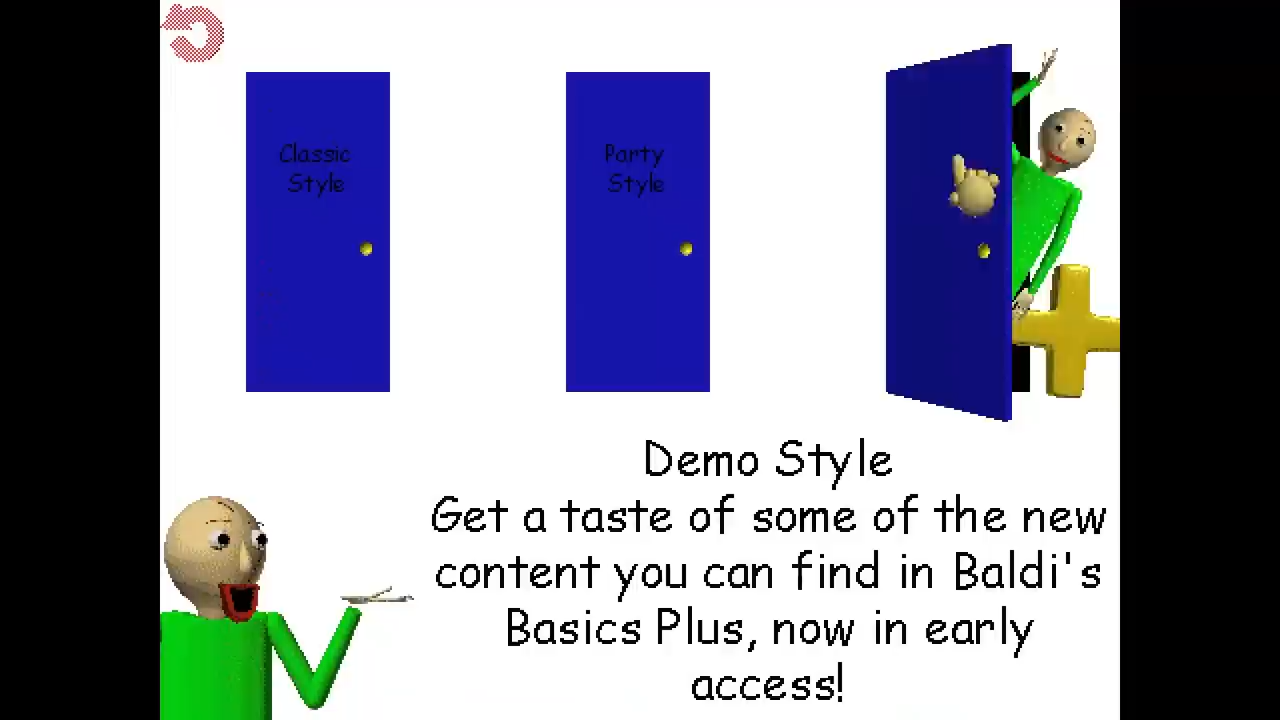 Classic
Style
Party
Style
Demo Style
Get a taste of some of the new
content you can find in Baldi's
Basics Plus, now in early
access!